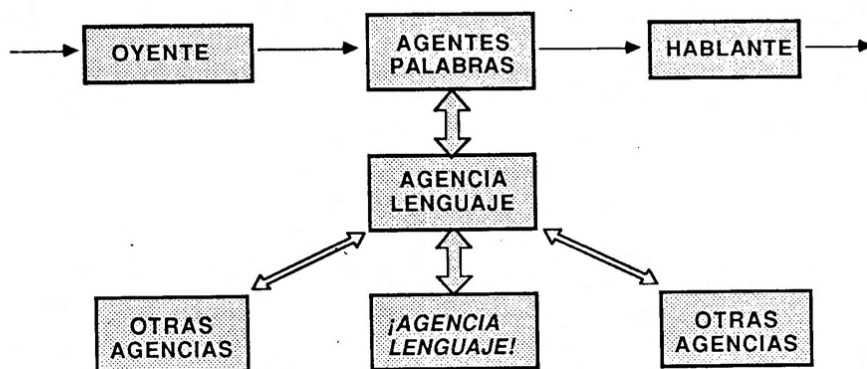 OYENTE
AGENTES
PALABRAS
HABLANTE
AGENCIA
LENGUAJE
OTRAS
AGENCIAS
¡AGENCIA
LENGUAJE!
OTRAS
AGENCIAS